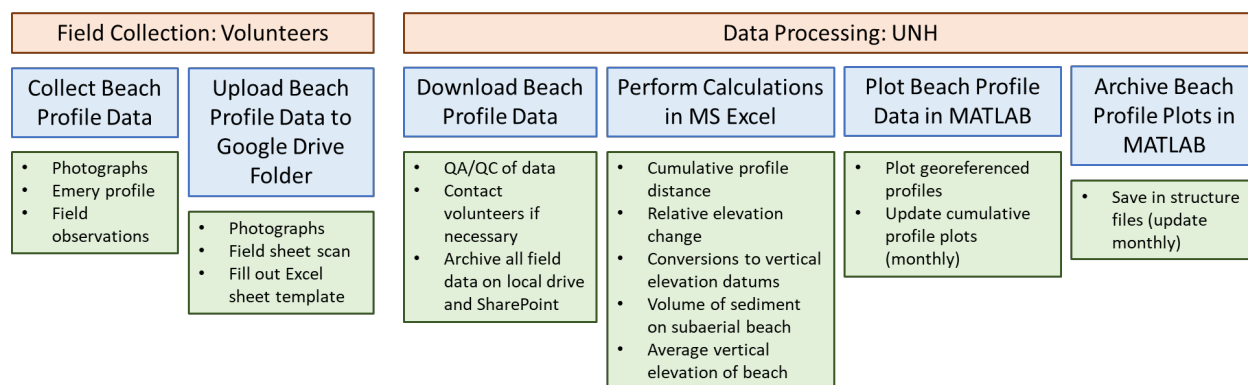 Field Collection: Volunteers
Data Processing: UNH
Collect Beach
Profile Data
• Photographs
• Emery profile
• Field
observations
Upload Beach
Profile Data to
Google Drive
Folder
• Photographs
• Field sheet scan
• Fill out Excel
sheet template
Download Beach
Profile Data
• QA/QC of data
• Contact
volunteers if
necessary
• Archive all field
data on local drive
and SharePoint
Perform Calculations
in MS Excel
• Cumulative profile
distance
• Relative elevation
change
• Conversions to vertical
elevation datums
• Volume of sediment
on subaerial beach
• Average vertical
elevation of beach
Plot Beach Profile
Data in MATLAB
• Plot georeferenced
profiles
• Update cumulative
profile plots
(monthly)
Archive Beach
Profile Plots in
MATLAB
• Save in structure
files (update
monthly)